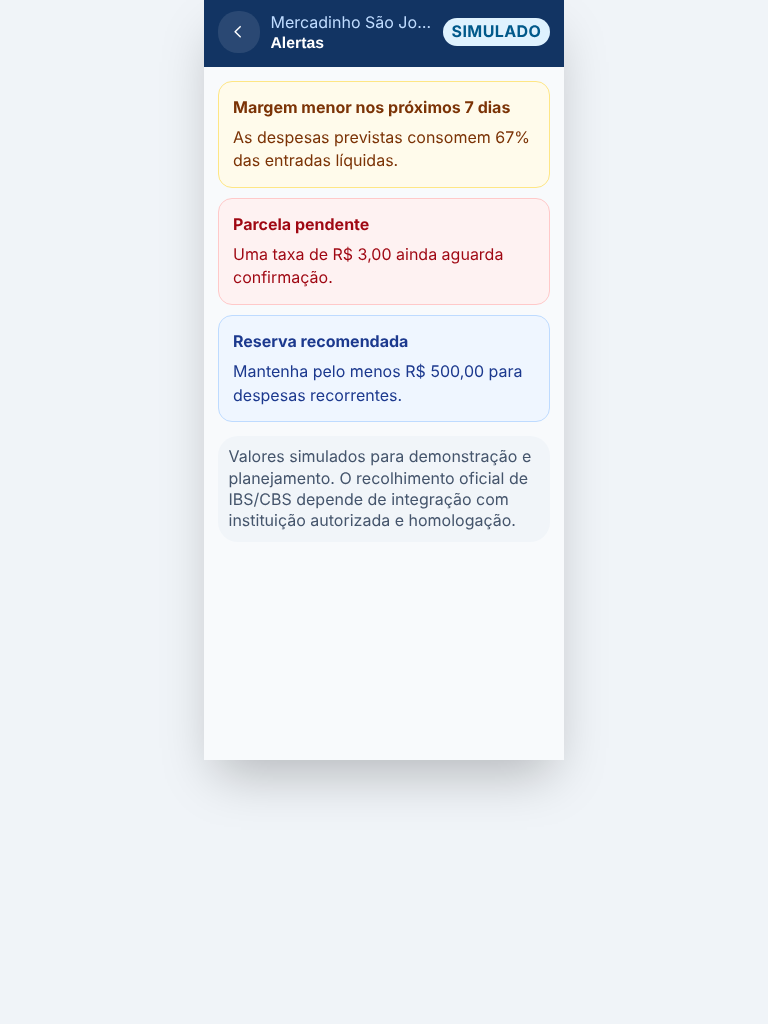 Mercadinho São Jo...
Alertas
SIMULADO
Margem menor nos próximos 7 dias
As despesas previstas consomem 67%
das entradas líquidas.
Parcela pendente
Uma taxa de R$ 3,00 ainda aguarda
confirmação.
Reserva recomendada
Mantenha pelo menos R$ 500,00 para
despesas recorrentes.
Valores simulados para demonstração e
planejamento. O recolhimento oficial de
IBS/CBS depende de integração com
instituição autorizada e homologação.